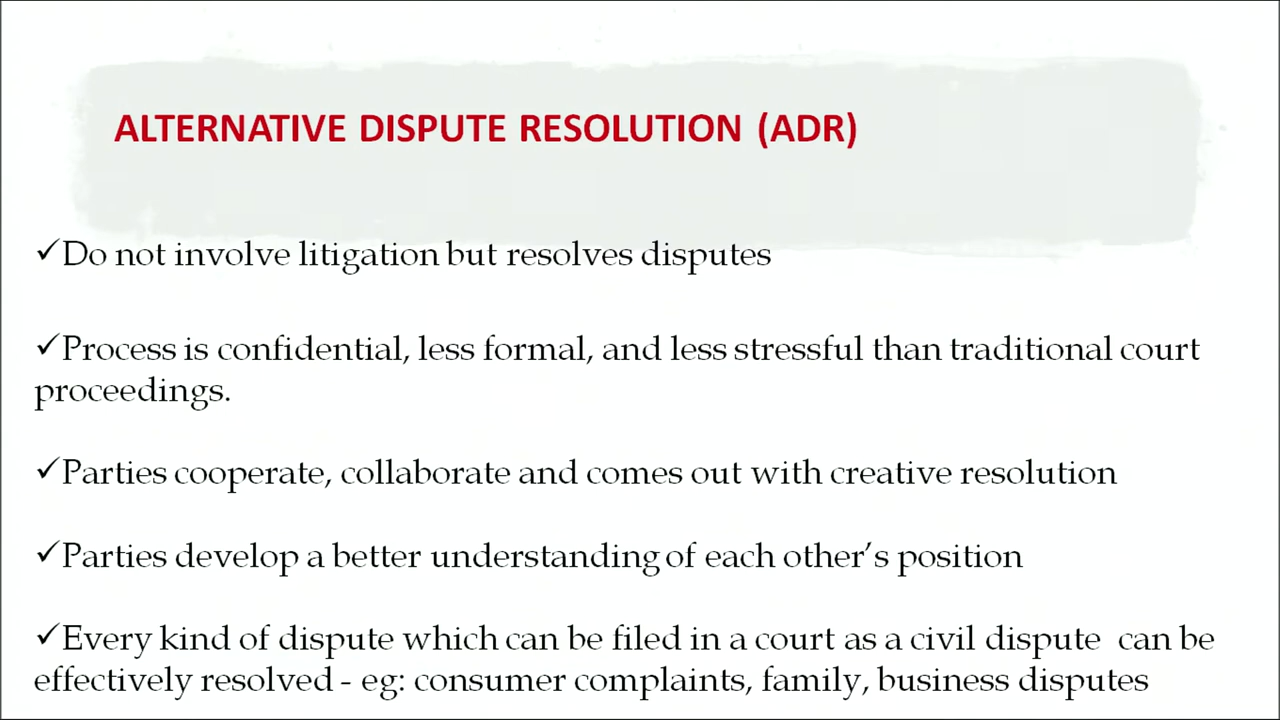 ALTERNATIVE DISPUTE RESOLUTION (ADR)
✓Do not involve litigation but resolves disputes
✓Process is confidential, less formal, and less stressful than traditional court
proceedings.
✓Parties cooperate, collaborate and comes out with creative resolution
✓Parties develop a better understanding of each other’s position
✓Every kind of dispute which can be filed in a court as a civil dispute can be
effectively resolved - eg: consumer complaints, family, business disputes